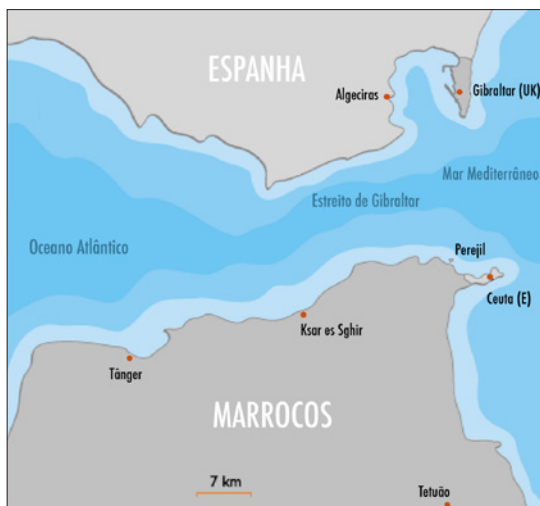 ESPANHA
Algeciras
Gibraltar (UK)
Mar Mediterrâneo
Estreito de Gibraltar
Oceano Atlântico
Perejil
Ceuta (E)
Ksar es Sghir
Tânger
MARROCOS
7 km
Tetuão